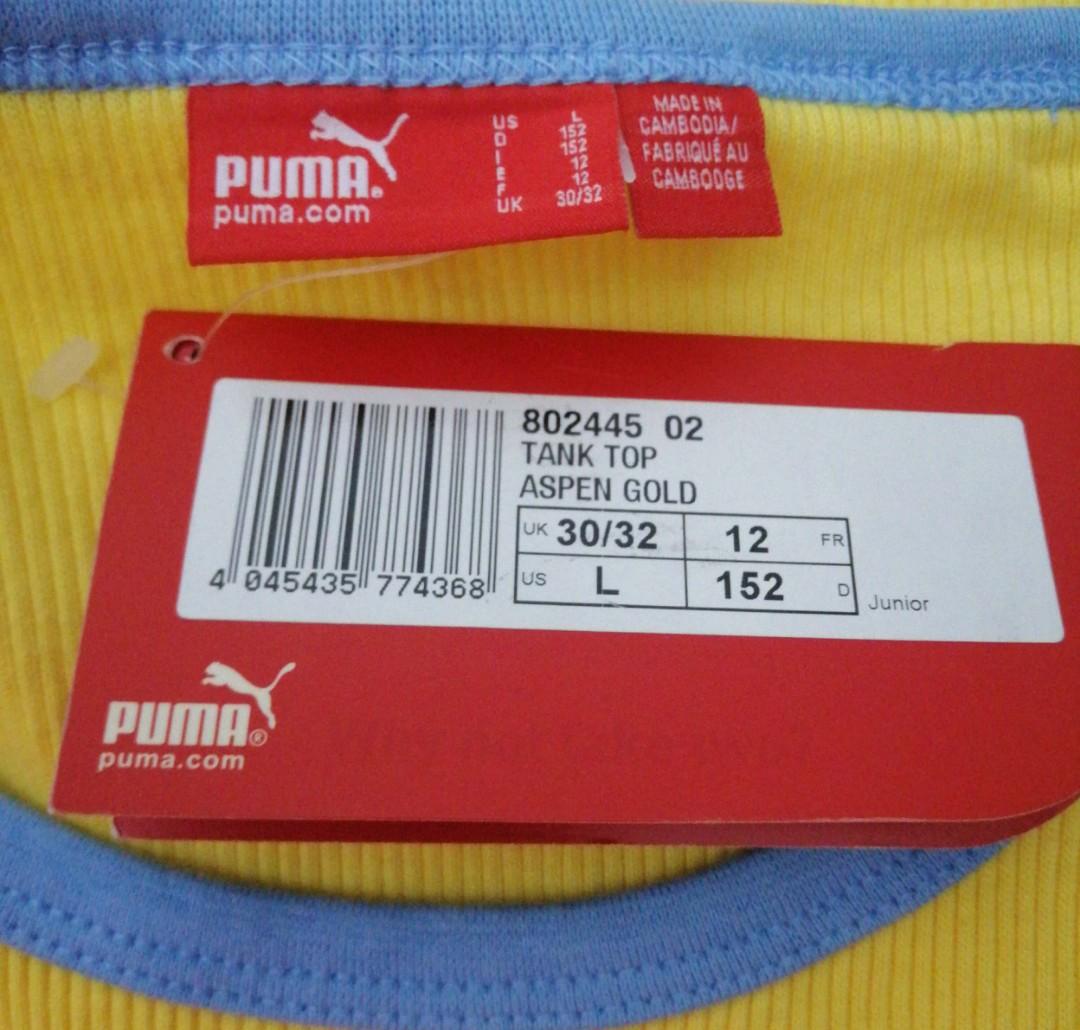 PUMA®
puma.com
US L
D 152
I 152
E 12
F 12
UK 30/32
MADE IN
CAMBODIA/
FABRIQUÉ AU
CAMBODGE
802445 02
TANK TOP
ASPEN GOLD
UK 30/32 12 FR
US L 152 D Junior
4 045435 774368
PUMA®
puma.com